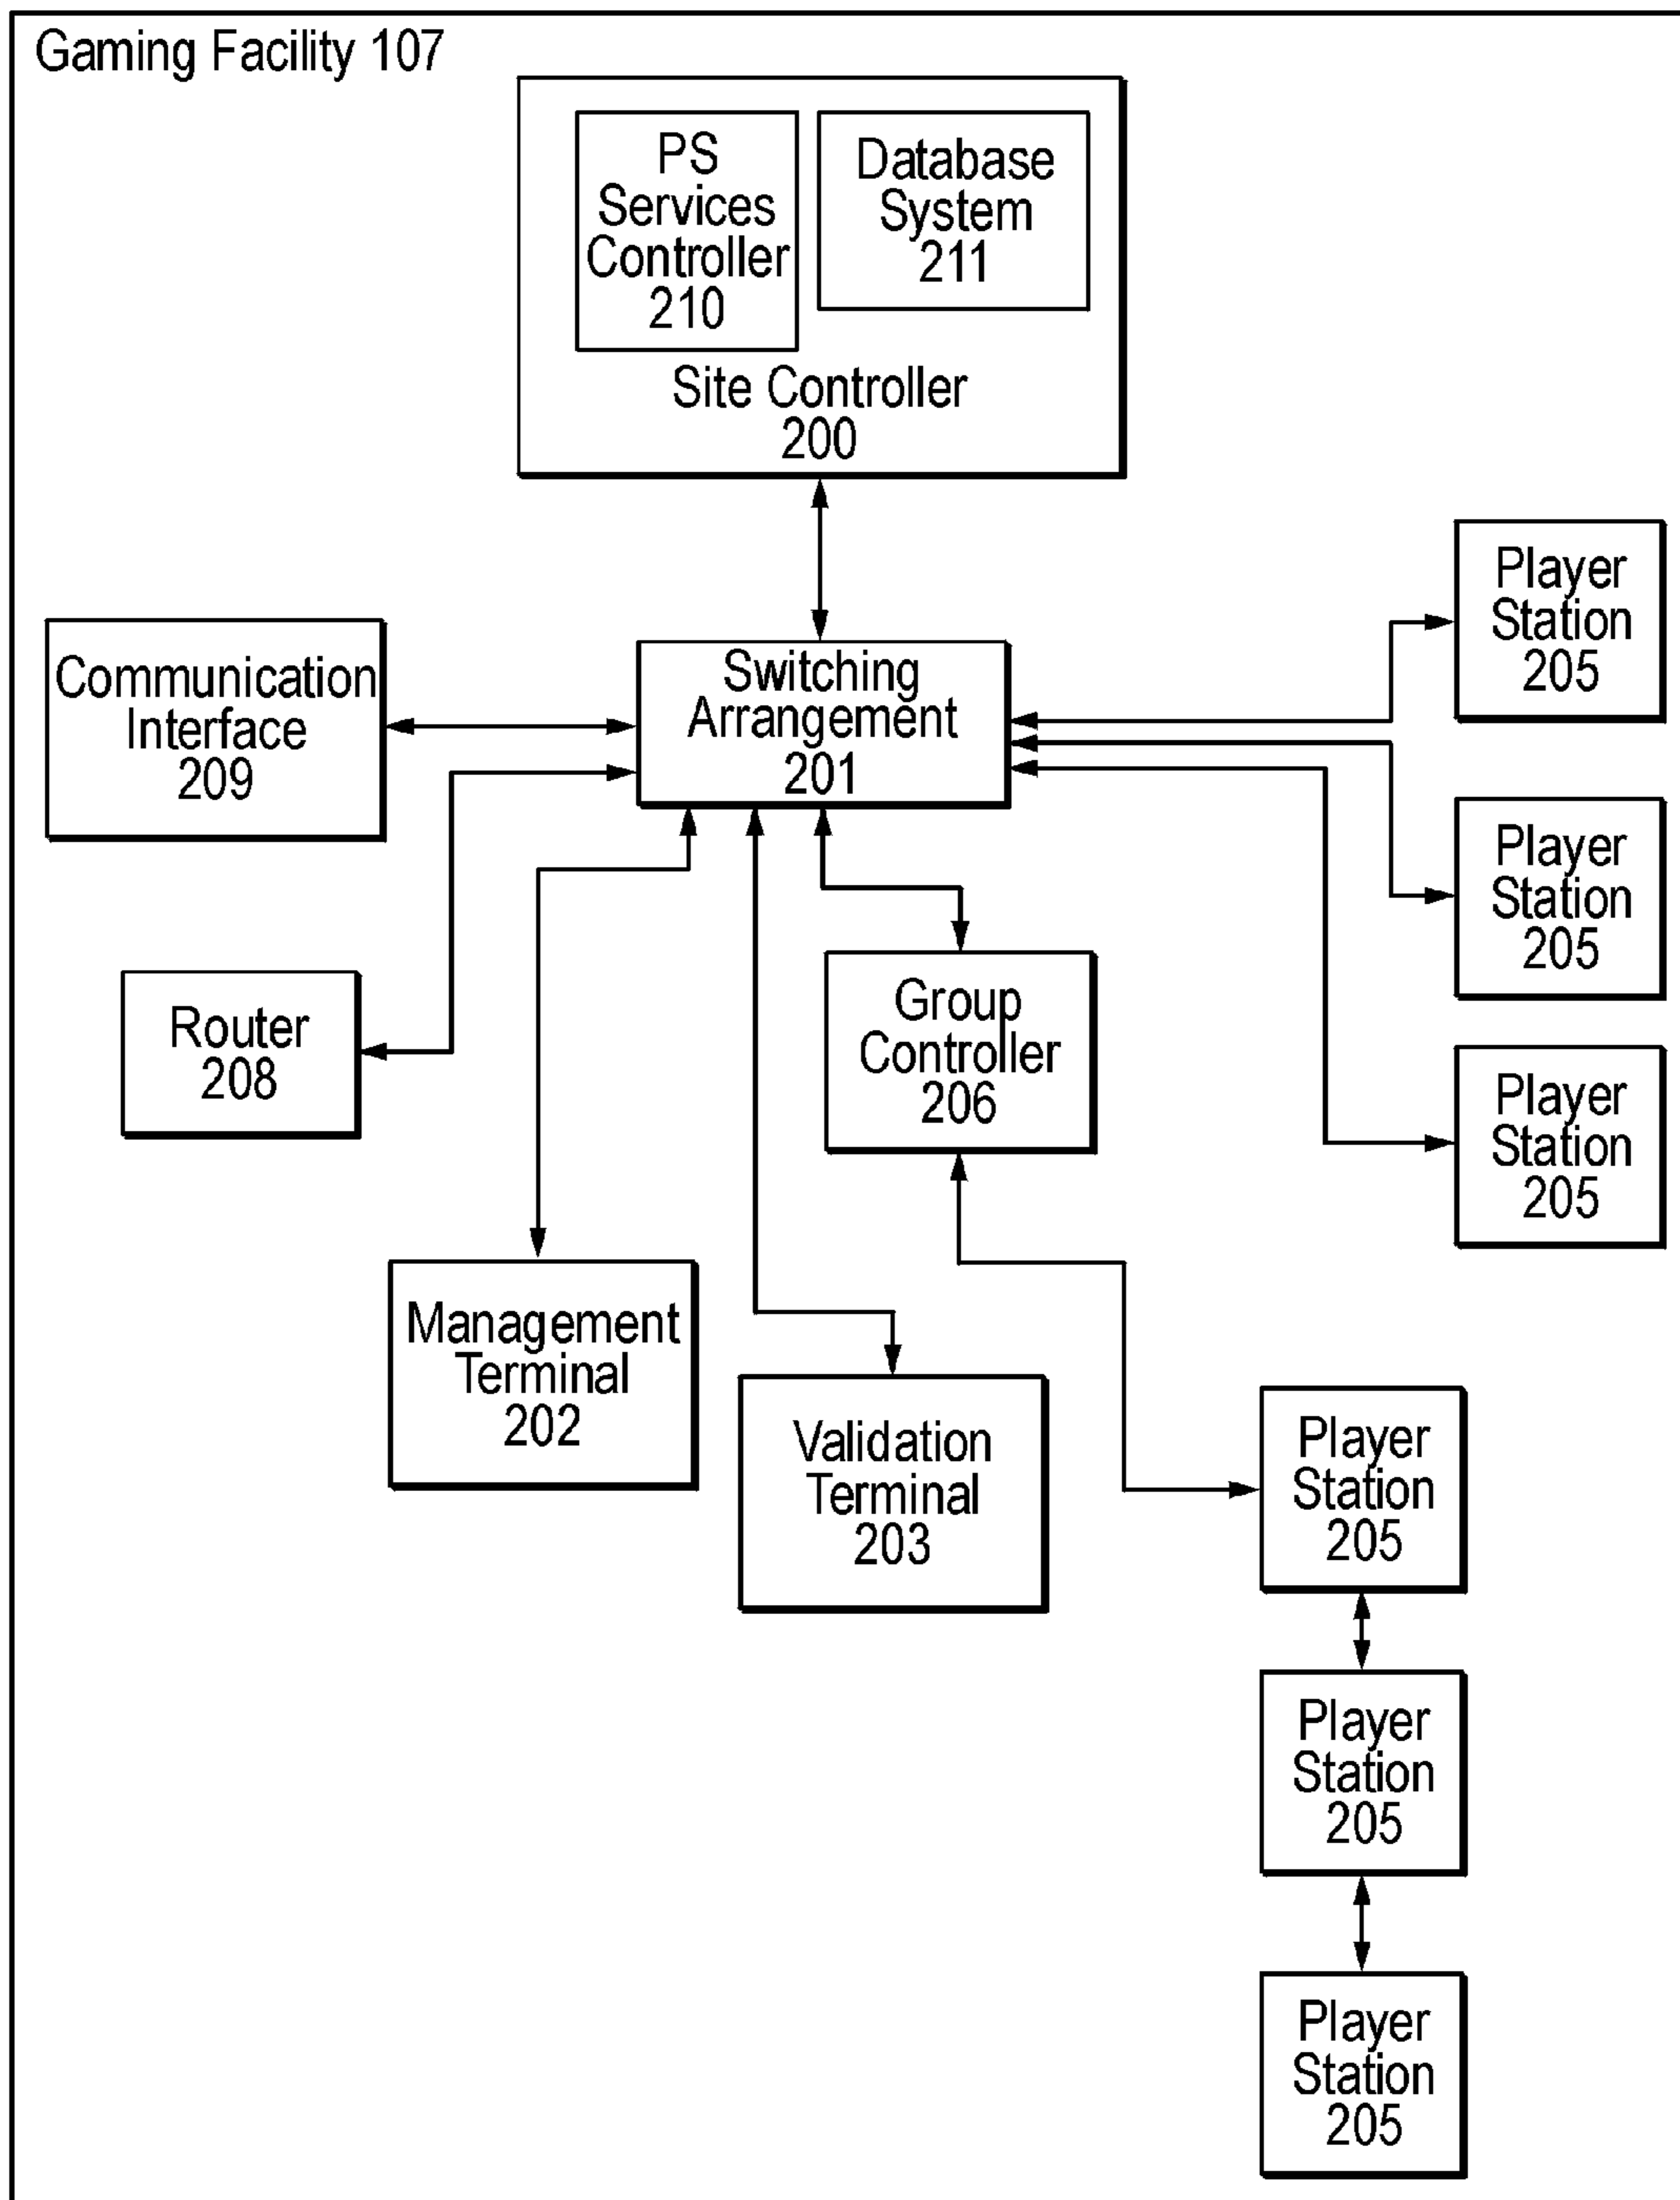 Gaming Facility 107
PS
Services
Controller
210
Database
System
211
Site Controller
200
Communication
Interface
209
Switching
Arrangement
201
Player
Station
205
Player
Station
205
Router
208
Group
Controller
206
Player
Station
205
Management
Terminal
202
Validation
Terminal
203
Player
Station
205
Player
Station
205
Player
Station
205